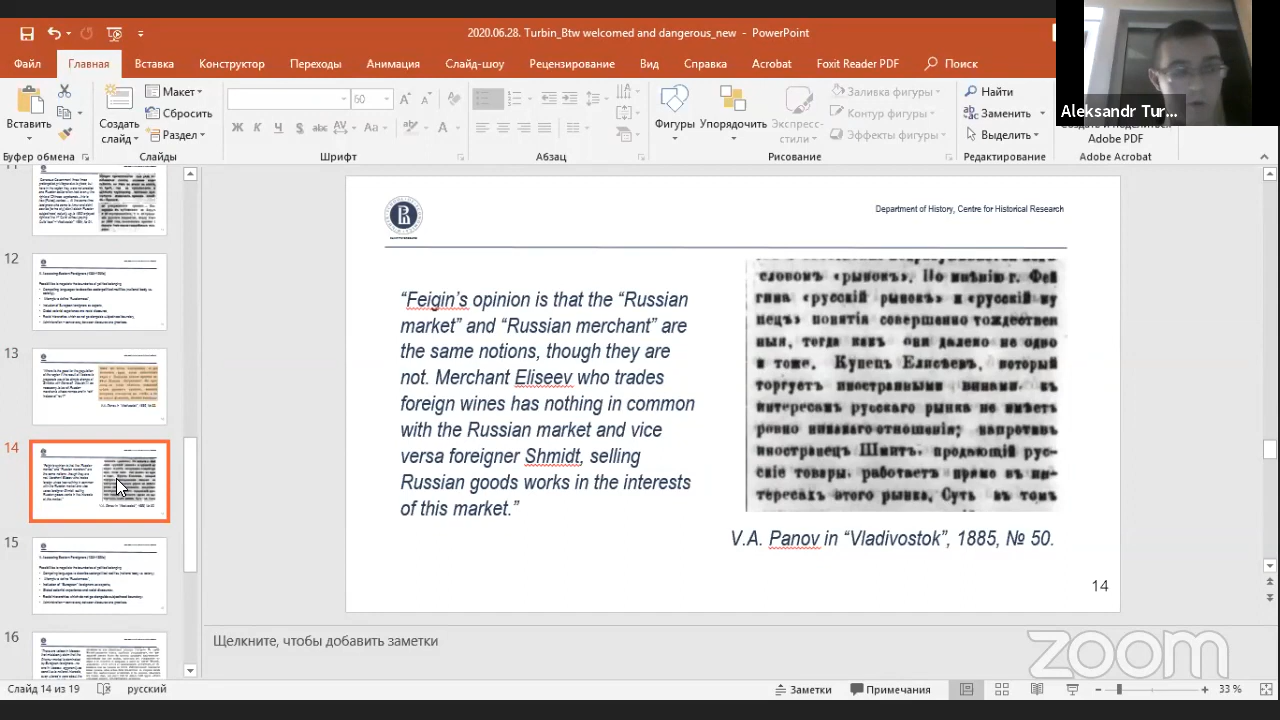 2020.06.28. Turbin_Btw welcomed and dangerous_new - PowerPoint
Файл Главная Вставка Конструктор Переходы Анимация Слайд-шоу Рецензирование Вид Справка Acrobat Foxit Reader PDF Поиск
Aleksandr Tur...
Вставить
Создать слайд
Макет
Сбросить
Раздел
60
Ж К Ч S abc AV Aa
Фигуры
Упорядочить
Экспресс-стили
Заливка фигуры
Контур фигуры
Эффекты фигуры
Найти
Заменить
Выделить
Adobe PDF
Буфер обмена Слайды Шрифт Абзац Рисование Редактирование Adobe Acrobat
12
13
14
15
16
Department of History, Centre for Historical Research
“Feigin’s opinion is that the “Russian
market” and “Russian merchant” are
the same notions, though they are
not. Merchant Eliseev who trades
foreign wines has nothing in common
with the Russian market and vice
versa foreigner Shmidt, selling
Russian goods works in the interests
of this market.”
словомъ «рынокъ». По мнѣнію г. Фей
гина, «русскій рынокъ» и «русскій ку
пецъ» понятія совершенно тождествен
ныя, тогда какъ они далеко не одно
и тоже. Купецъ Елисѣевъ, который
торгуетъ иностранными винами. въ
интересахъ русскаго рынка не имѣетъ
ровно никакаго отношенія; напротивъ
иностранецъ Шмитъ, продающій рус-
работаетъ прямо въ ин-
тересахъ этого рынка, Суть въ томъ
V.A. Panov in “Vladivostok”, 1885, № 50.
14
Щелкните, чтобы добавить заметки
zoom
Слайд 14 из 19 русский Заметки Примечания 33 %